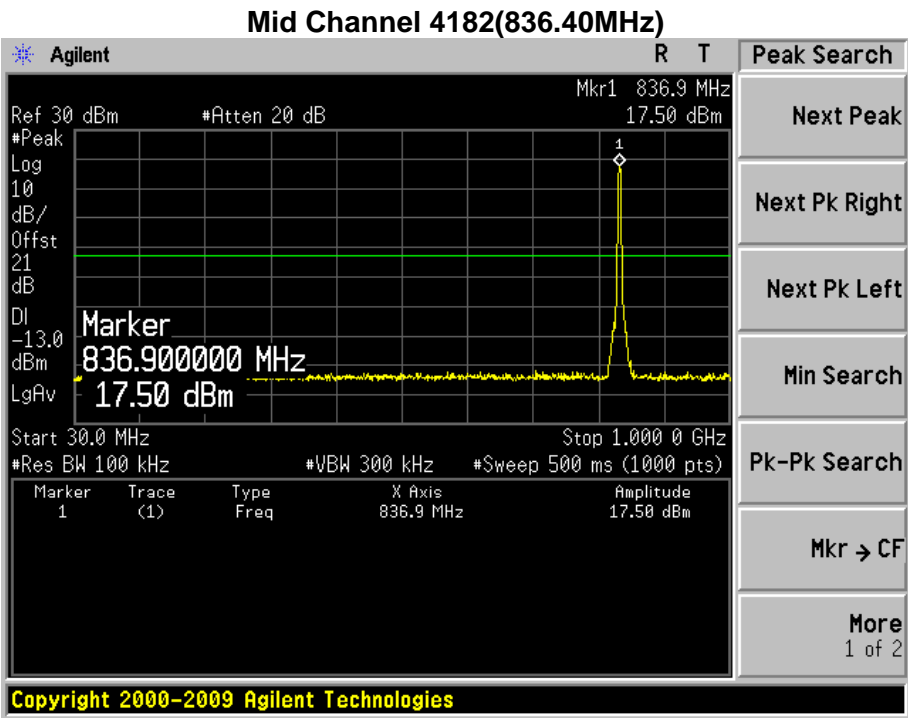 Mid Channel 4182(836.40MHz)
Agilent R T Peak Search
Mkr1 836.9 MHz
Ref 30 dBm #Atten 20 dB 17.50 dBm
#Peak
Log
10
dB/
Offst
21
dB
DI
-13.0
dBm
LgAv
1
Marker
836.900000 MHz
17.50 dBm
Start 30.0 MHz Stop 1.000 0 GHz
#Res BW 100 kHz #VBW 300 kHz #Sweep 500 ms (1000 pts)
Marker Trace Type X Axis Amplitude
1 (1) Freq 836.9 MHz 17.50 dBm
Next Peak
Next Pk Right
Next Pk Left
Min Search
Pk-Pk Search
Mkr → CF
More
1 of 2
Copyright 2000-2009 Agilent Technologies